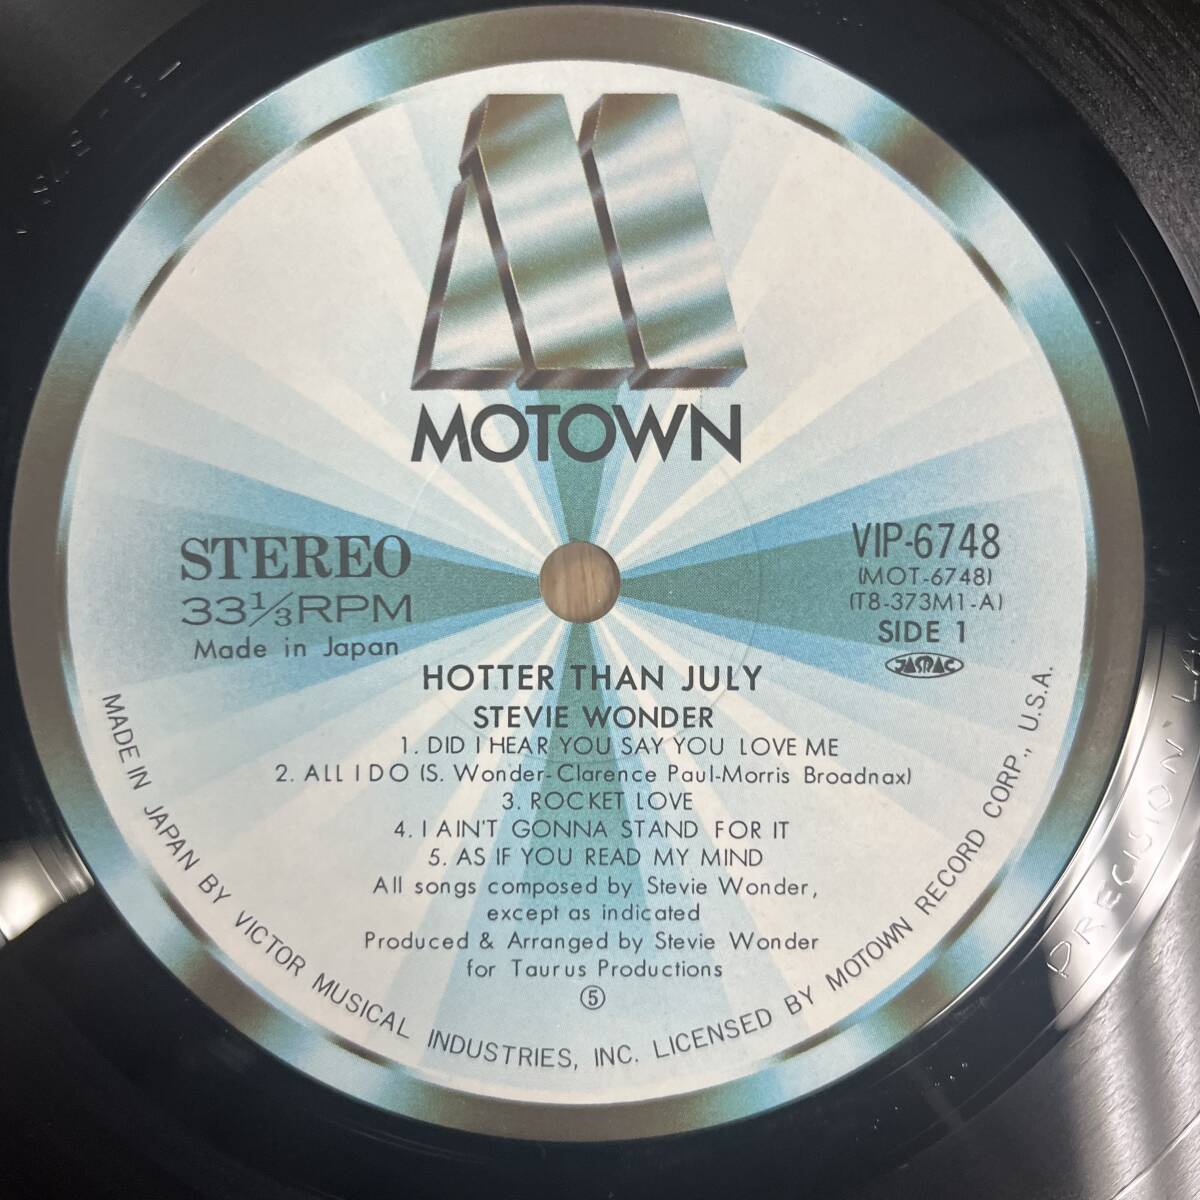 MOTOWN
STEREO
33⅓RPM
Made in Japan
VIP-6748
(MOT-6748)
(T8-373M1-A)
SIDE 1
JASRAC
HOTTER THAN JULY
STEVIE WONDER
1. DID I HEAR YOU SAY YOU LOVE ME
2. ALL I DO (S. Wonder-Clarence Paul-Morris Broadnax)
3. ROCKET LOVE
4. I AIN'T GONNA STAND FOR IT
5. AS IF YOU READ MY MIND
All songs composed by Stevie Wonder,
except as indicated
Produced & Arranged by Stevie Wonder
for Taurus Productions
⑤
MADE IN JAPAN BY VICTOR MUSICAL INDUSTRIES, INC. LICENSED BY MOTOWN RECORD CORP., U.S.A.
PRECISION